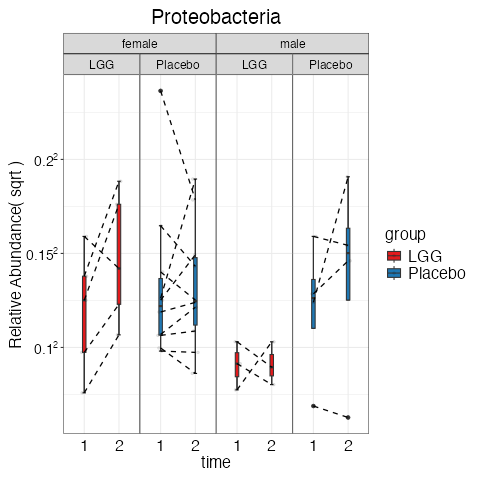 Proteobacteria
female male
LGG Placebo LGG Placebo
Relative Abundance( sqrt )
0.2²
0.15²
0.1²
group
LGG
Placebo
1 2 1 2 1 2 1 2
time